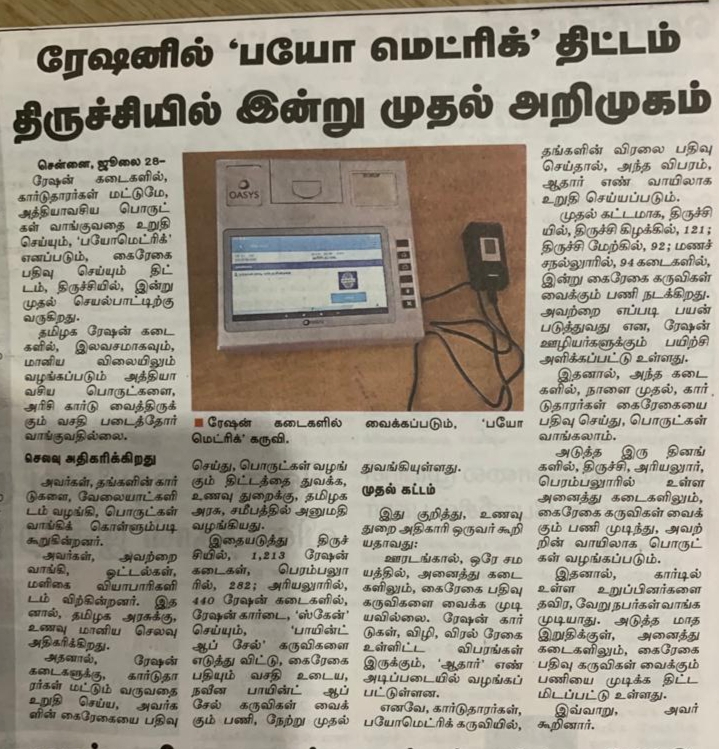 ரேஷனில் ‘பயோ மெட்ரிக்’ திட்டம்
திருச்சியில் இன்று முதல் அறிமுகம்
சென்னை, ஜூலை 28–
ரேஷன் கடைகளில்,
கார்டுதாரர்கள் மட்டுமே,
அத்தியாவசிய பொருட்
கள் வாங்குவதை உறுதி
செய்யும், ‘பயோமெட்ரிக்’
எனப்படும், கைரேகை
பதிவு செய்யும் திட்
டம், திருச்சியில், இன்று
முதல் செயல்பாட்டிற்கு
வருகிறது.
தமிழக ரேஷன் கடை
களில், இலவசமாகவும்,
மானிய விலையிலும்
வழங்கப்படும் அத்தியா
வசிய பொருட்களை,
அரிசி கார்டு வைத்திருக்
கும் வசதி படைத்தோர்
வாங்குவதில்லை.
செலவு அதிகரிக்கிறது
அவர்கள், தங்களின் கார்
டுகளை, வேலையாட்களி
டம் வழங்கி, பொருட்கள்
வாங்கிக் கொள்ளும்படி
கூறுகின்றனர்.
அவர்கள், அவற்றை
வாங்கி, ஓட்டல்கள்,
மளிகை வியாபாரிகளி
டம் விற்கின்றனர். இத
னால், தமிழக அரசுக்கு,
உணவு மானிய செலவு
அதிகரிக்கிறது.
அதனால், ரேஷன்
கடைகளுக்கு, கார்டுதா
ரர்கள் மட்டும் வருவதை
உறுதி செய்ய, அவர்க
ளின் கைரேகையை பதிவு
OASYS
■ ரேஷன் கடைகளில் வைக்கப்படும், ‘பயோ
மெட்ரிக்’ கருவி.
செய்து, பொருட்கள் வழங்
கும் திட்டத்தை துவக்க,
உணவு துறைக்கு, தமிழக
அரசு, சமீபத்தில் அனுமதி
வழங்கியது.
இதையடுத்து திருச்
சியில், 1,213 ரேஷன்
கடைகள், பெரம்பலூ
ரில், 282; அரியலூரில்,
440 ரேஷன் கடைகளில்,
ரேஷன் கார்டை, ‘ஸ்கேன்’
செய்யும், ‘பாயின்ட்
ஆப் சேல்’ கருவிகளை
எடுத்து விட்டு, கைரேகை
பதியும் வசதி உடைய,
நவீன பாயின்ட் ஆப்
சேல் கருவிகள் வைக்
கும் பணி, நேற்று முதல்
துவங்கியுள்ளது.
முதல் கட்டம்
இது குறித்து, உணவு
துறை அதிகாரி ஒருவர் கூறி
யதாவது:
ஊரடங்கால், ஒரே சம
யத்தில், அனைத்து கடை
களிலும், கைரேகை பதிவு
கருவிகளை வைக்க முடி
யவில்லை. ரேஷன் கார்
டுகள், விழி, விரல் ரேகை
உள்ளிட்ட விபரங்கள்
இருக்கும், ‘ஆதார்’ எண்
அடிப்படையில் வழங்கப்
பட்டுள்ளன.
எனவே, கார்டுதாரர்கள்,
பயோமெட்ரிக் கருவியில்,
தங்களின் விரலை பதிவு
செய்தால், அந்த விபரம்,
ஆதார் எண் வாயிலாக
உறுதி செய்யப்படும்.
முதல் கட்டமாக, திருச்சி
யில், திருச்சி கிழக்கில், 121;
திருச்சி மேற்கில், 92; மணச்
சநல்லூரில், 94 கடைகளில்,
இன்று கைரேகை கருவிகள்
வைக்கும் பணி நடக்கிறது.
அவற்றை எப்படி பயன்
படுத்துவது என, ரேஷன்
ஊழியர்களுக்கும் பயிற்சி
அளிக்கப்பட்டு உள்ளது.
இதனால், அந்த கடை
களில், நாளை முதல், கார்
டுதாரர்கள் கைரேகையை
பதிவு செய்து, பொருட்கள்
வாங்கலாம்.
அடுத்த இரு தினங்
களில், திருச்சி, அரியலூர்,
பெரம்பலூரில் உள்ள
அனைத்து கடைகளிலும்,
கைரேகை கருவிகள் வைக்
கும் பணி முடிந்து, அவற்
றின் வாயிலாக பொருட்
கள் வழங்கப்படும்.
இதனால், கார்டில்
உள்ள உறுப்பினர்களை
தவிர, வேறு நபர்கள் வாங்க
முடியாது. அடுத்த மாத
இறுதிக்குள், அனைத்து
கடைகளிலும், கைரேகை
பதிவு கருவிகள் வைக்கும்
பணியை முடிக்க திட்ட
மிடப்பட்டு உள்ளது.
இவ்வாறு, அவர்
கூறினார்.